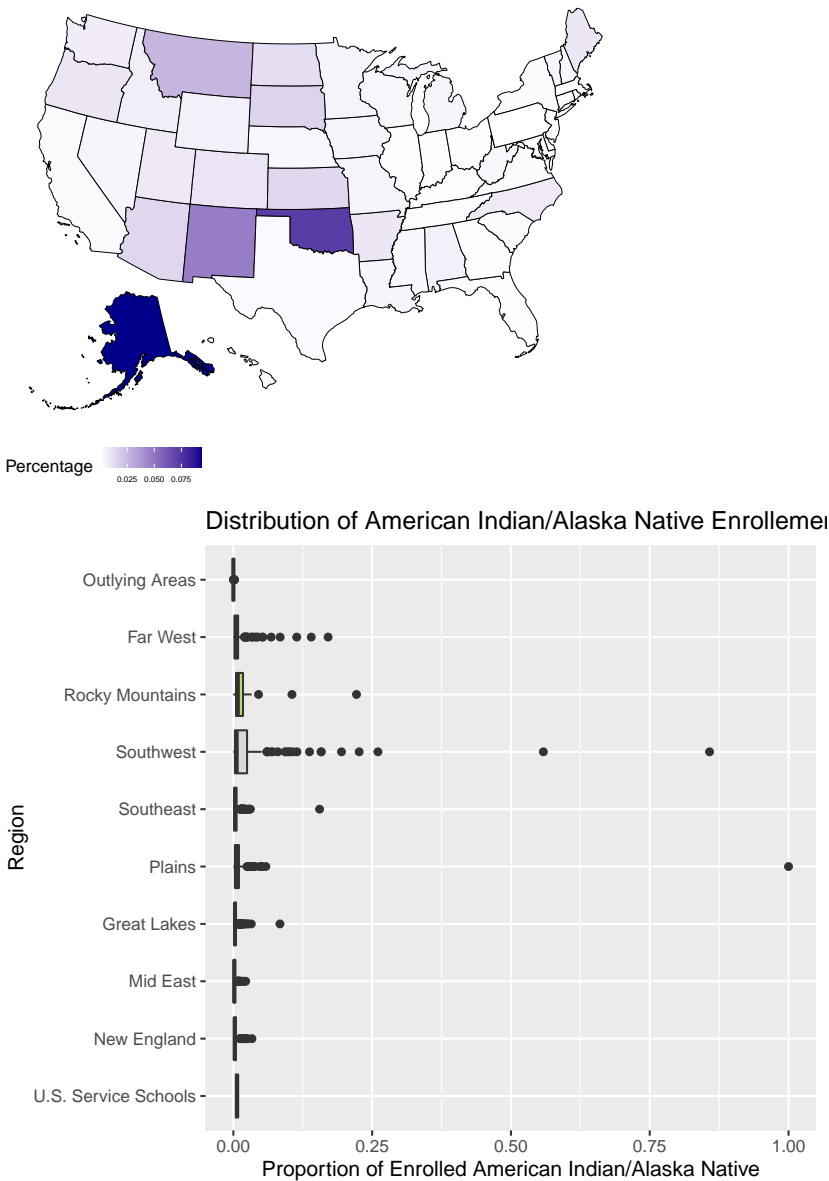 Percentage
0.025 0.050 0.075
Distribution of American Indian/Alaska Native Enrollemen
Outlying Areas
Far West
Rocky Mountains
Southwest
Southeast
Plains
Great Lakes
Mid East
New England
U.S. Service Schools
Region
0.00 0.25 0.50 0.75 1.00
Proportion of Enrolled American Indian/Alaska Native